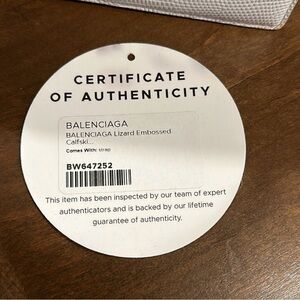 CERTIFICATE
OF AUTHENTICITY
BALENCIAGA
BALENCIAGA Lizard Embossed
Calfski...
Comes With: strap
BW647252
This item has been inspected by our team of expert
authenticators and is backed by our lifetime
guarantee of authenticity.